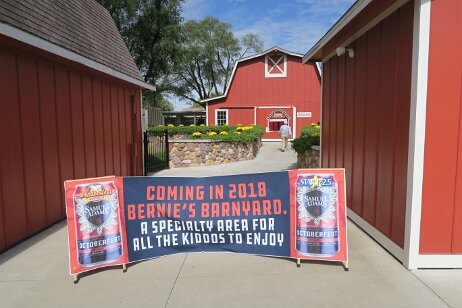 COMING IN 2018
BERNIE'S BARNYARD.
A SPECIALTY AREA FOR
ALL THE KIDDOS TO ENJOY
SAMUEL
ADAMS
OCTOBERFEST
SAMUEL
ADAMS
OCTOBERFEST